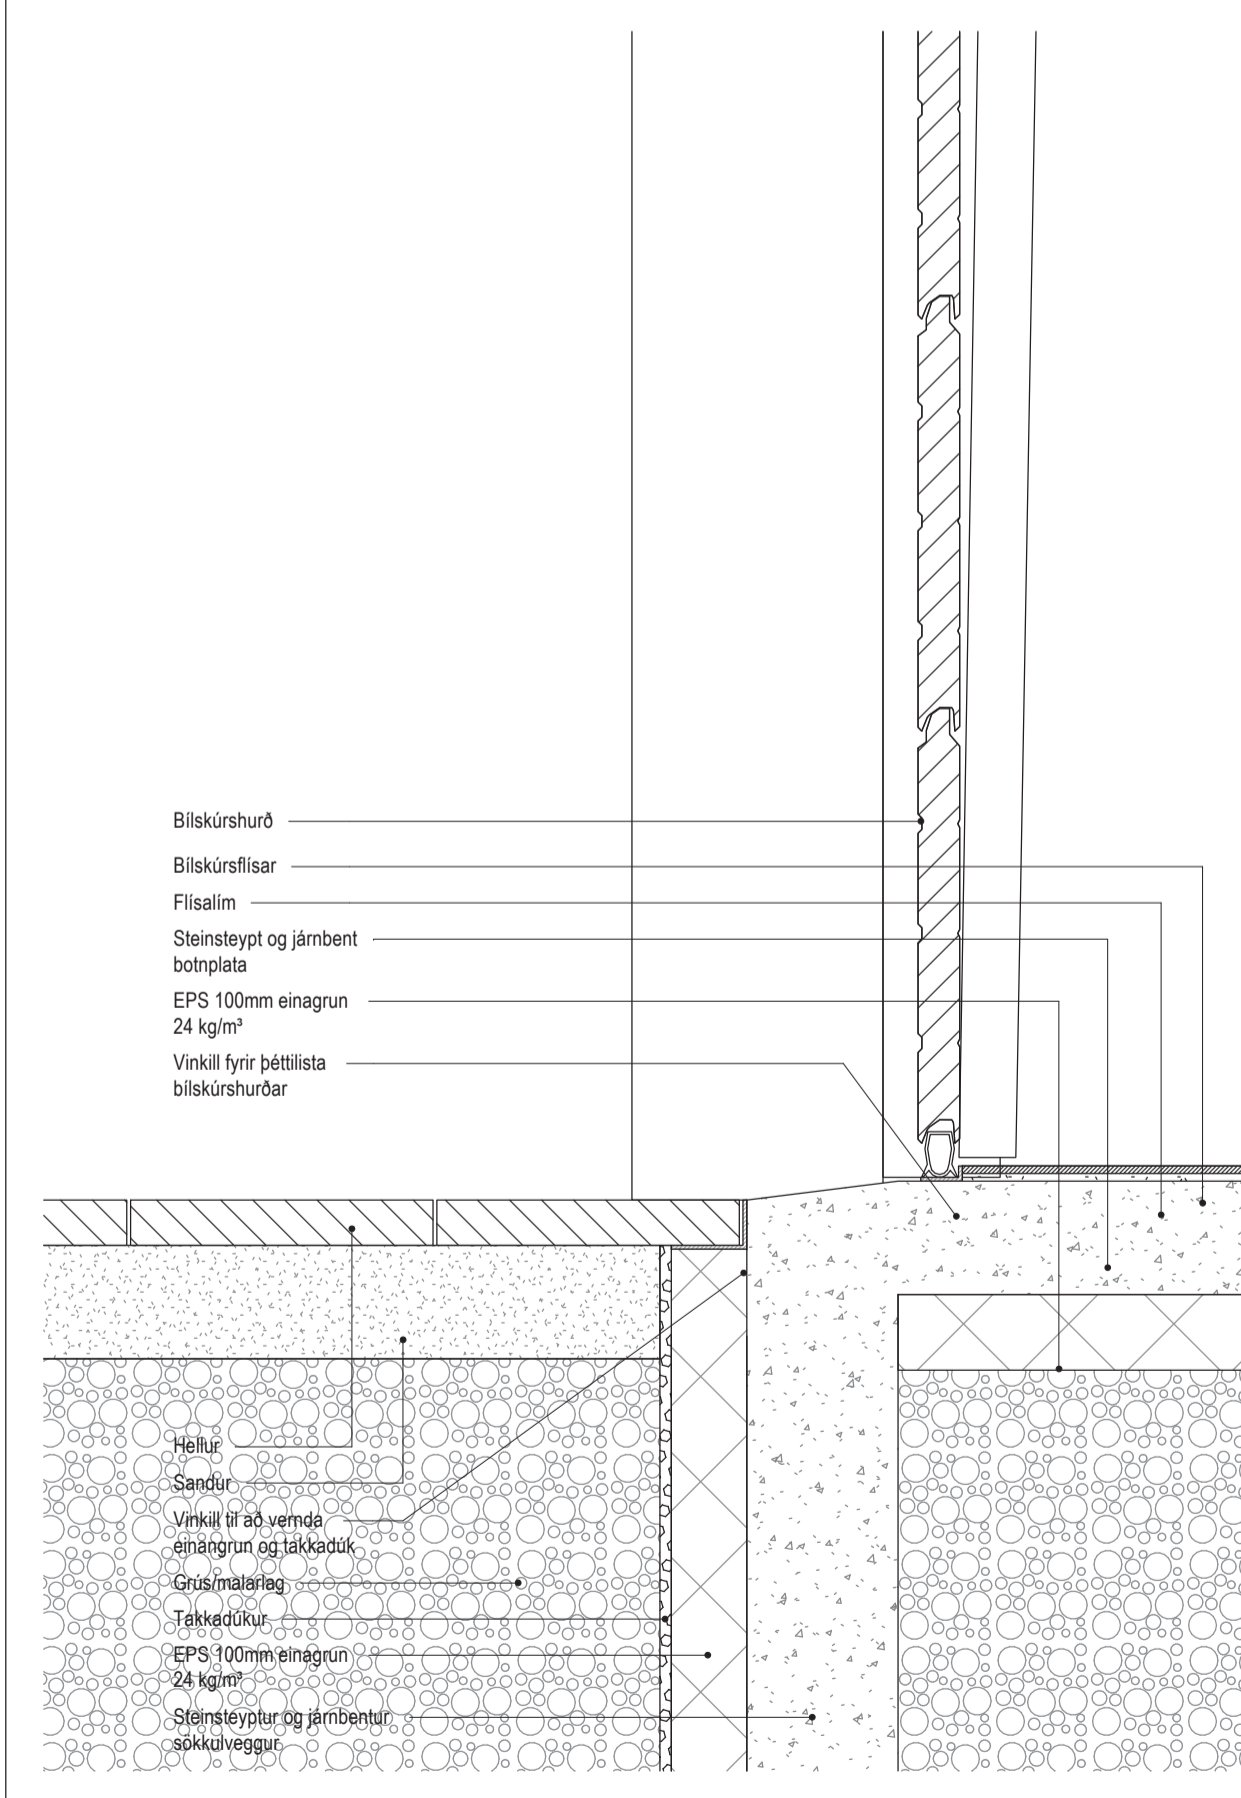 Bílskúrshurð
Bílskúrsflísar
Flísalím
Steinsteypt og járnbent
botnplata
EPS 100mm einagrun
24 kg/m³
Vinkill fyrir þéttilista
bílskúrshurðar
Hellur
Sandur
Vinkill til að vernda
einangrun og takkadúk
Grús/malarlag
Takkadúkur
EPS 100mm einagrun
24 kg/m³
Steinsteyptur og járnbentur
sökkulveggur